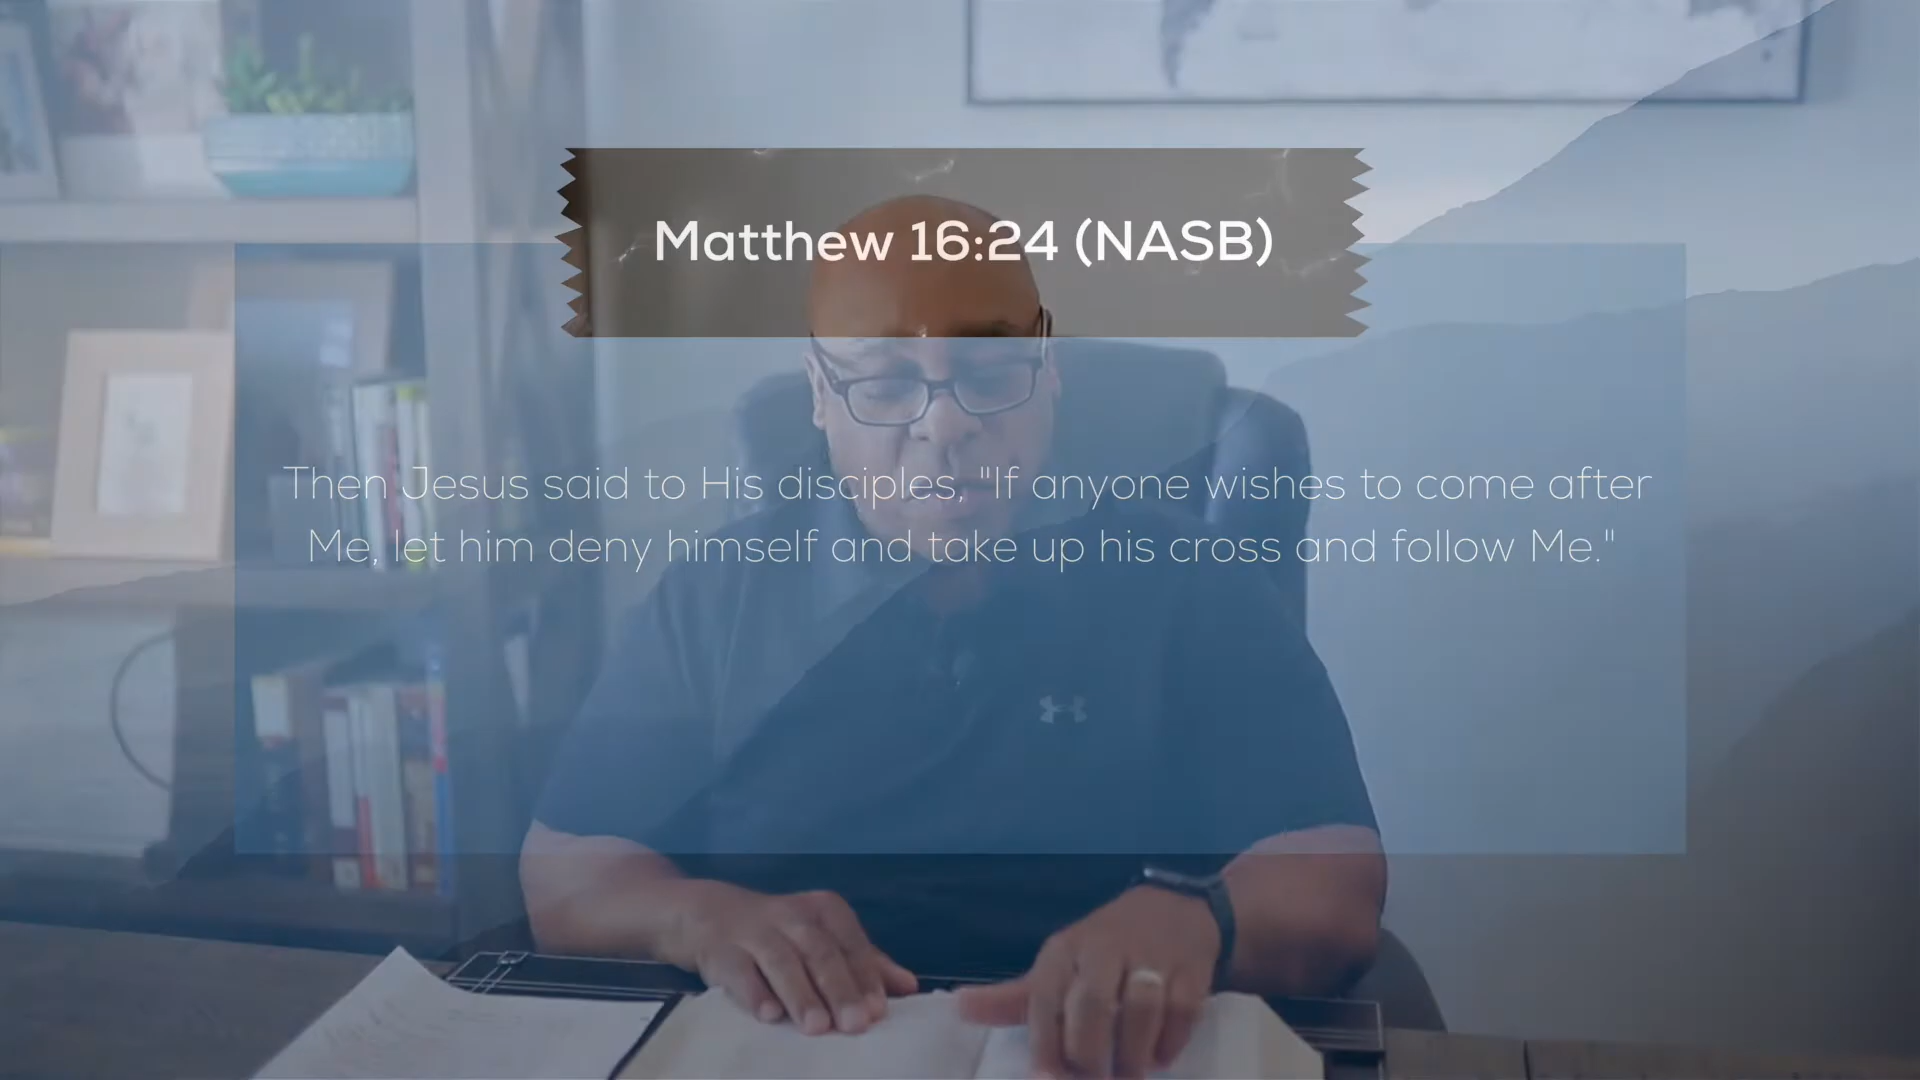 Matthew 16:24 (NASB)
Then Jesus said to His disciples, "If anyone wishes to come after
Me, let him deny himself and take up his cross and follow Me."